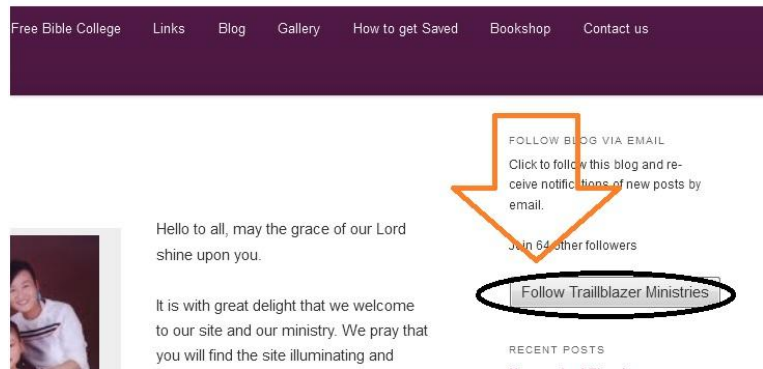 Free Bible College Links Blog Gallery How to get Saved Bookshop Contact us
Hello to all, may the grace of our Lord
shine upon you.
It is with great delight that we welcome
to our site and our ministry. We pray that
you will find the site illuminating and
FOLLOW BLOG VIA EMAIL
Click to follow this blog and re-
ceive notifications of new posts by
email.
Join 64 other followers
Follow Traillblazer Ministries
RECENT POSTS